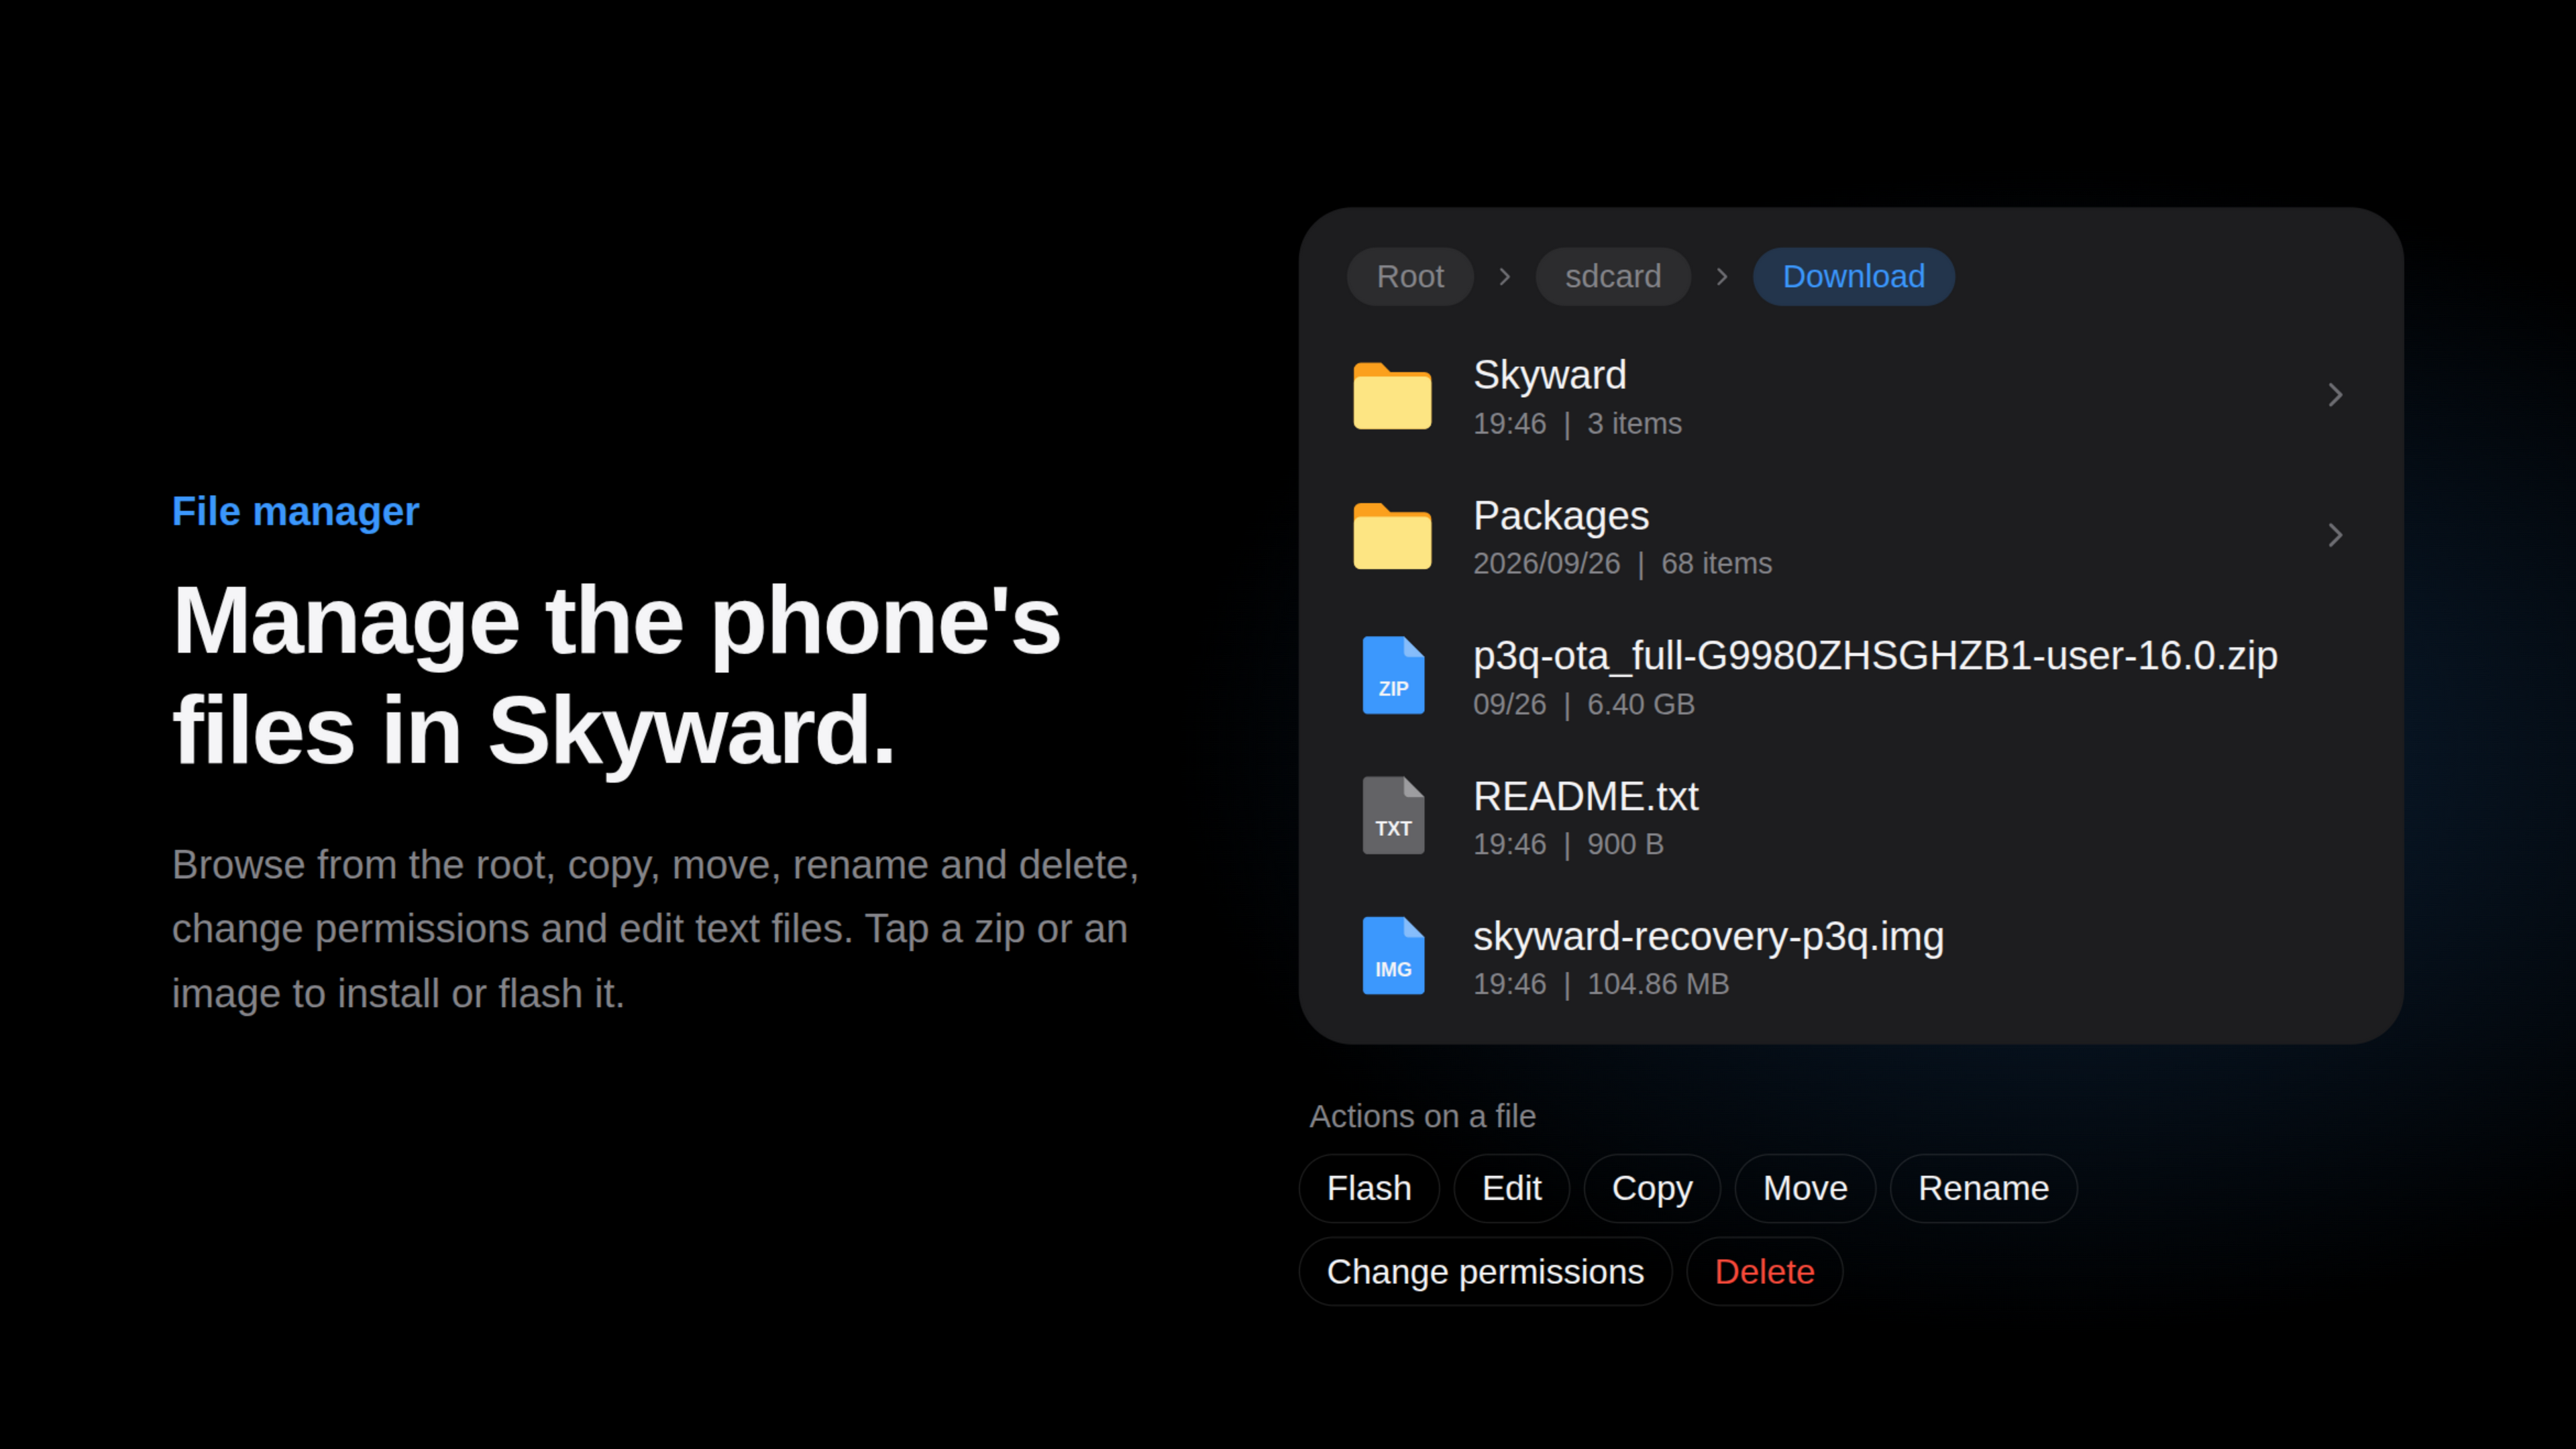 File manager
Manage the phone's
files in Skyward.
Browse from the root, copy, move, rename and delete,
change permissions and edit text files. Tap a zip or an
image to install or flash it.
Root > sdcard > Download
Skyward
19:46 | 3 items
Packages
2026/09/26 | 68 items
ZIP
p3q-ota_full-G9980ZHSGHZB1-user-16.0.zip
09/26 | 6.40 GB
TXT
README.txt
19:46 | 900 B
IMG
skyward-recovery-p3q.img
19:46 | 104.86 MB
Actions on a file
Flash Edit Copy Move Rename
Change permissions Delete